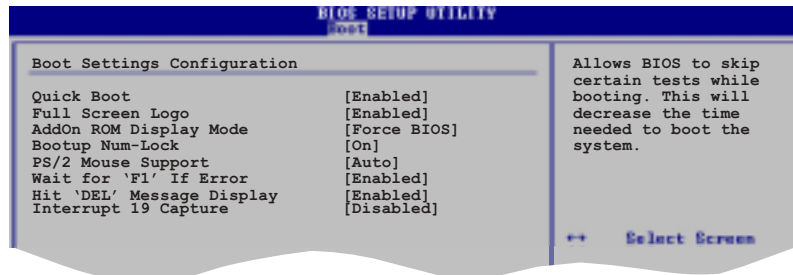 BIOS SETUP UTILITY
Boot
Boot Settings Configuration
Quick Boot [Enabled]
Full Screen Logo [Enabled]
AddOn ROM Display Mode [Force BIOS]
Bootup Num-Lock [On]
PS/2 Mouse Support [Auto]
Wait for ‘F1’ If Error [Enabled]
Hit ‘DEL’ Message Display [Enabled]
Interrupt 19 Capture [Disabled]
Allows BIOS to skip
certain tests while
booting. This will
decrease the time
needed to boot the
system.
↔ Select Screen